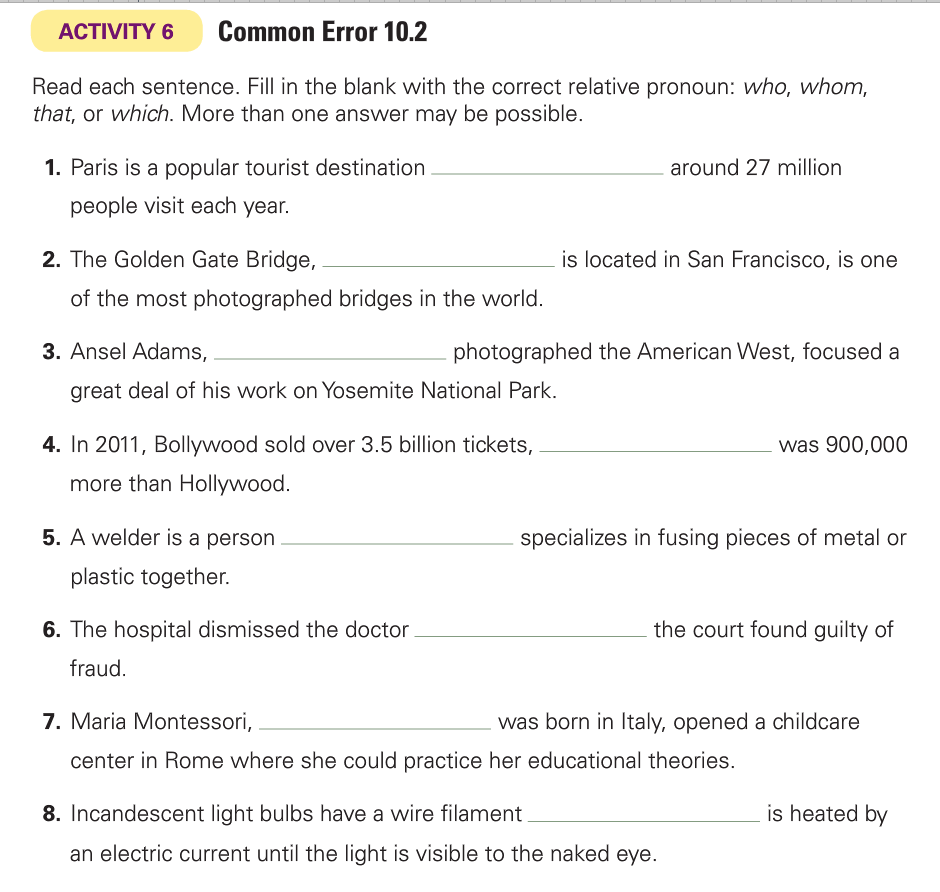 ACTIVITY 6 Common Error 10.2
Read each sentence. Fill in the blank with the correct relative pronoun: who, whom,
that, or which. More than one answer may be possible.
1. Paris is a popular tourist destination ____________________ around 27 million
people visit each year.
2. The Golden Gate Bridge, ____________________ is located in San Francisco, is one
of the most photographed bridges in the world.
3. Ansel Adams, ____________________ photographed the American West, focused a
great deal of his work on Yosemite National Park.
4. In 2011, Bollywood sold over 3.5 billion tickets, ____________________ was 900,000
more than Hollywood.
5. A welder is a person ____________________ specializes in fusing pieces of metal or
plastic together.
6. The hospital dismissed the doctor ____________________ the court found guilty of
fraud.
7. Maria Montessori, ____________________ was born in Italy, opened a childcare
center in Rome where she could practice her educational theories.
8. Incandescent light bulbs have a wire filament ____________________ is heated by
an electric current until the light is visible to the naked eye.